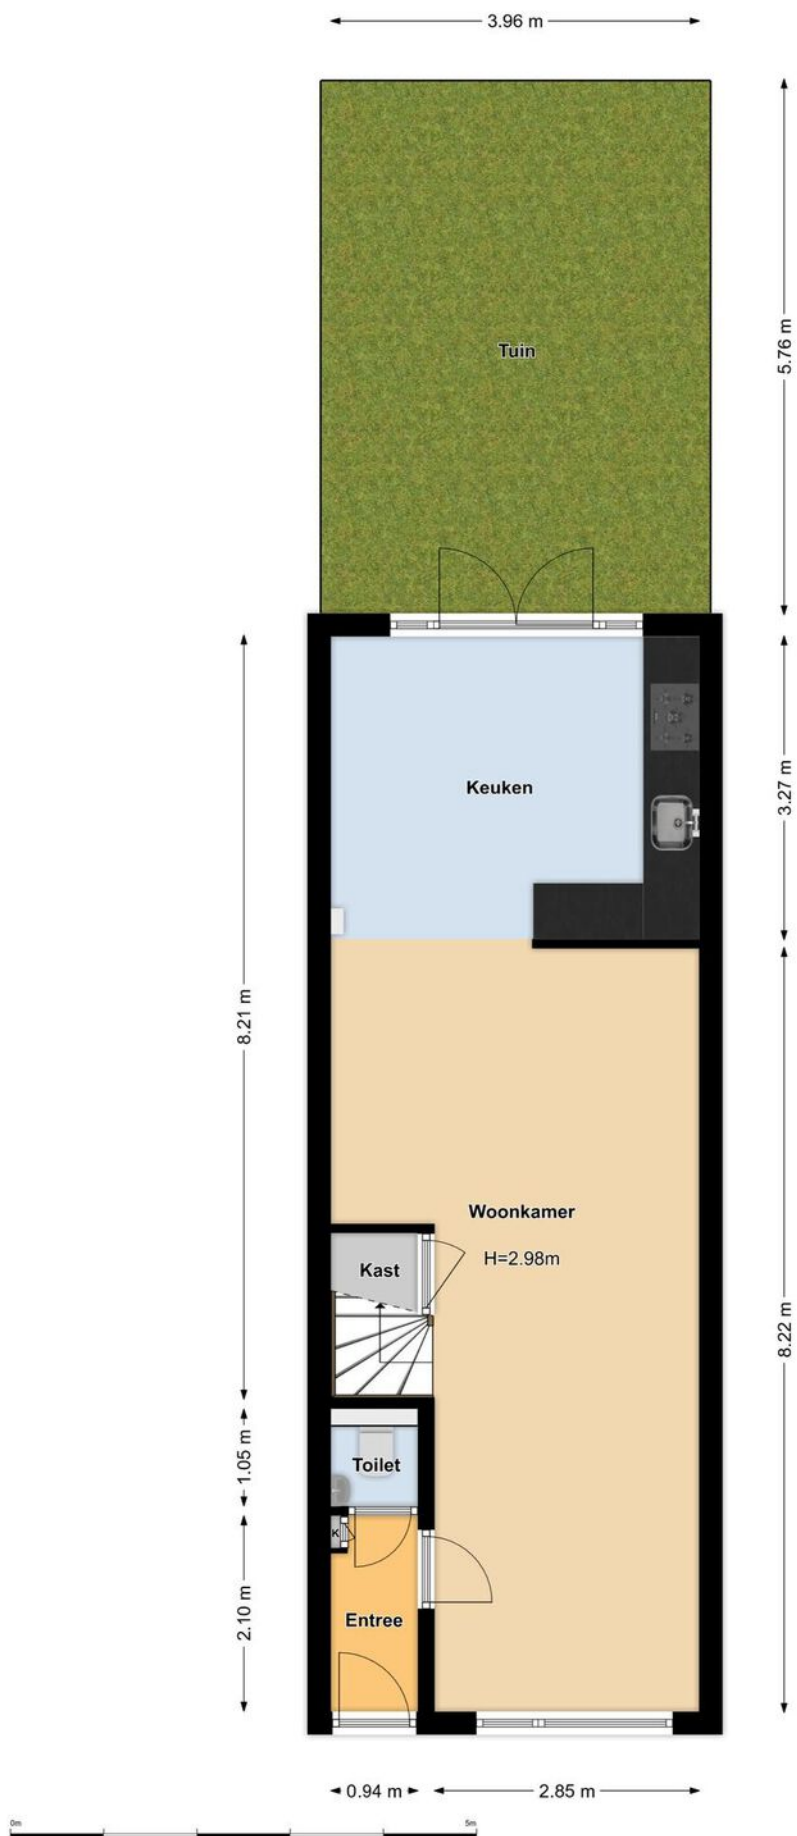 3.96 m
5.76 m
Tuin
Keuken
3.27 m
8.21 m
Woonkamer
H=2.98m
Kast
8.22 m
1.05 m
Toilet
K
2.10 m
Entree
0.94 m
2.85 m
0m
5m